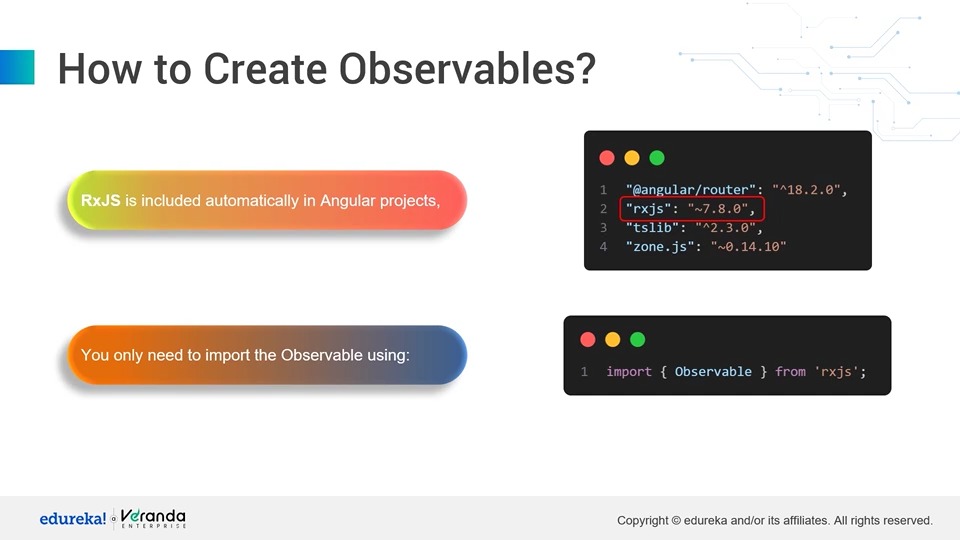 How to Create Observables?
RxJS is included automatically in Angular projects,
1 "@angular/router": "^18.2.0",
2 "rxjs": "~7.8.0",
3 "tslib": "^2.3.0",
4 "zone.js": "~0.14.10"
You only need to import the Observable using:
1 import { Observable } from 'rxjs';
edureka!
Veranda
ENTERPRISE
Copyright © edureka and/or its affiliates. All rights reserved.